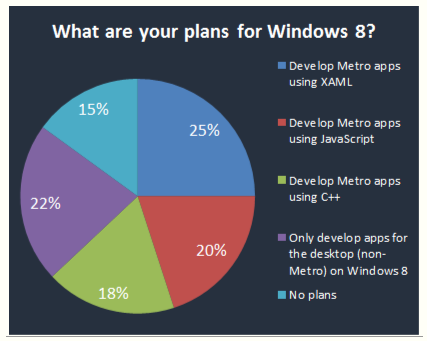 What are your plans for Windows 8?
Develop Metro apps
using XAML
Develop Metro apps
using JavaScript
Develop Metro apps
using C++
Only develop apps for
the desktop (non-
Metro) on Windows 8
No plans
15%
25%
22%
20%
18%